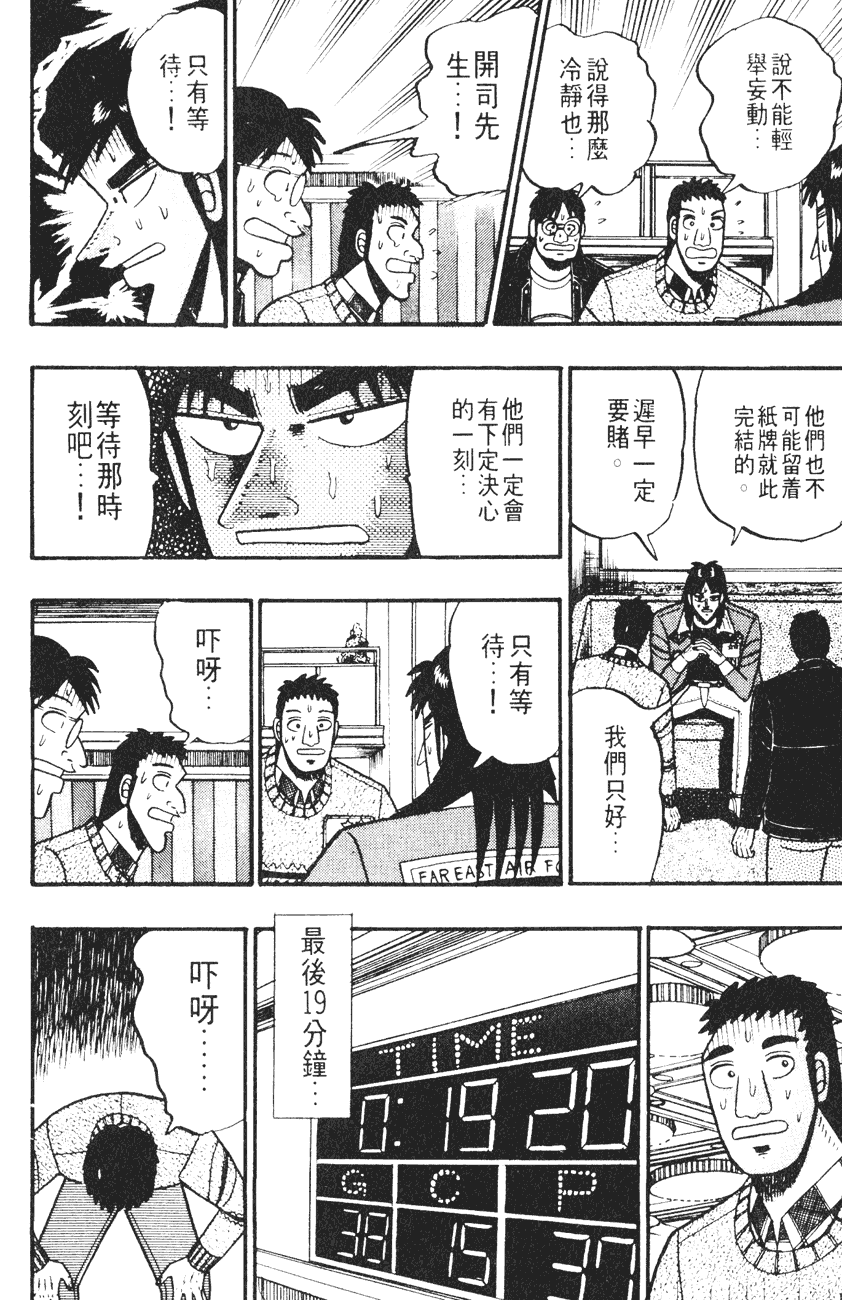 說不能輕
舉妄動…
說得那麼
冷靜也…
開司先
生…！
只有等
待…！
他們也不
可能留着
紙牌就此
完結的。
遲早一定
要賭。
我們只好…
他們一定會
有下定決心
的一刻…
等待那時
刻吧…！
只有等
待…！
FAR EAST AIR FO
吓呀…
TIME
0:19 20
G C P
38 15 37
最後19分鐘…
吓呀……